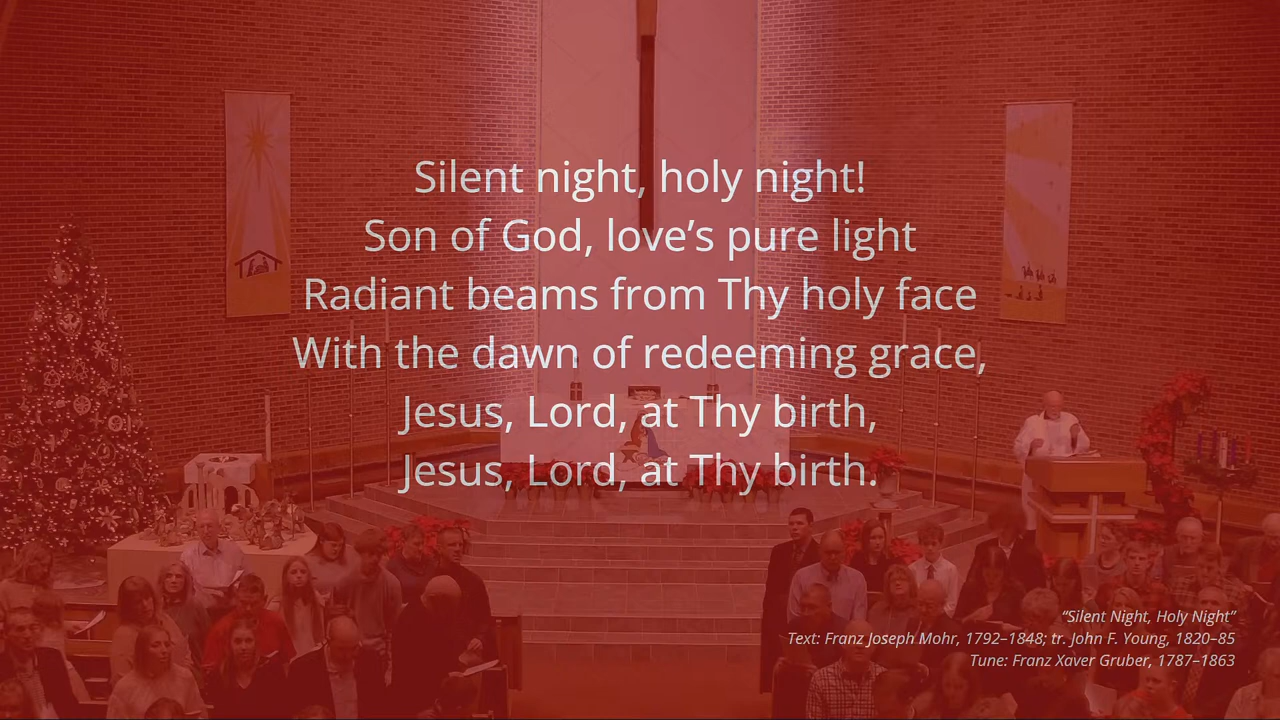 Silent night, holy night!
Son of God, love’s pure light
Radiant beams from Thy holy face
With the dawn of redeeming grace,
Jesus, Lord, at Thy birth,
Jesus, Lord, at Thy birth.
“Silent Night, Holy Night”
Text: Franz Joseph Mohr, 1792–1848; tr. John F. Young, 1820–85
Tune: Franz Xaver Gruber, 1787–1863